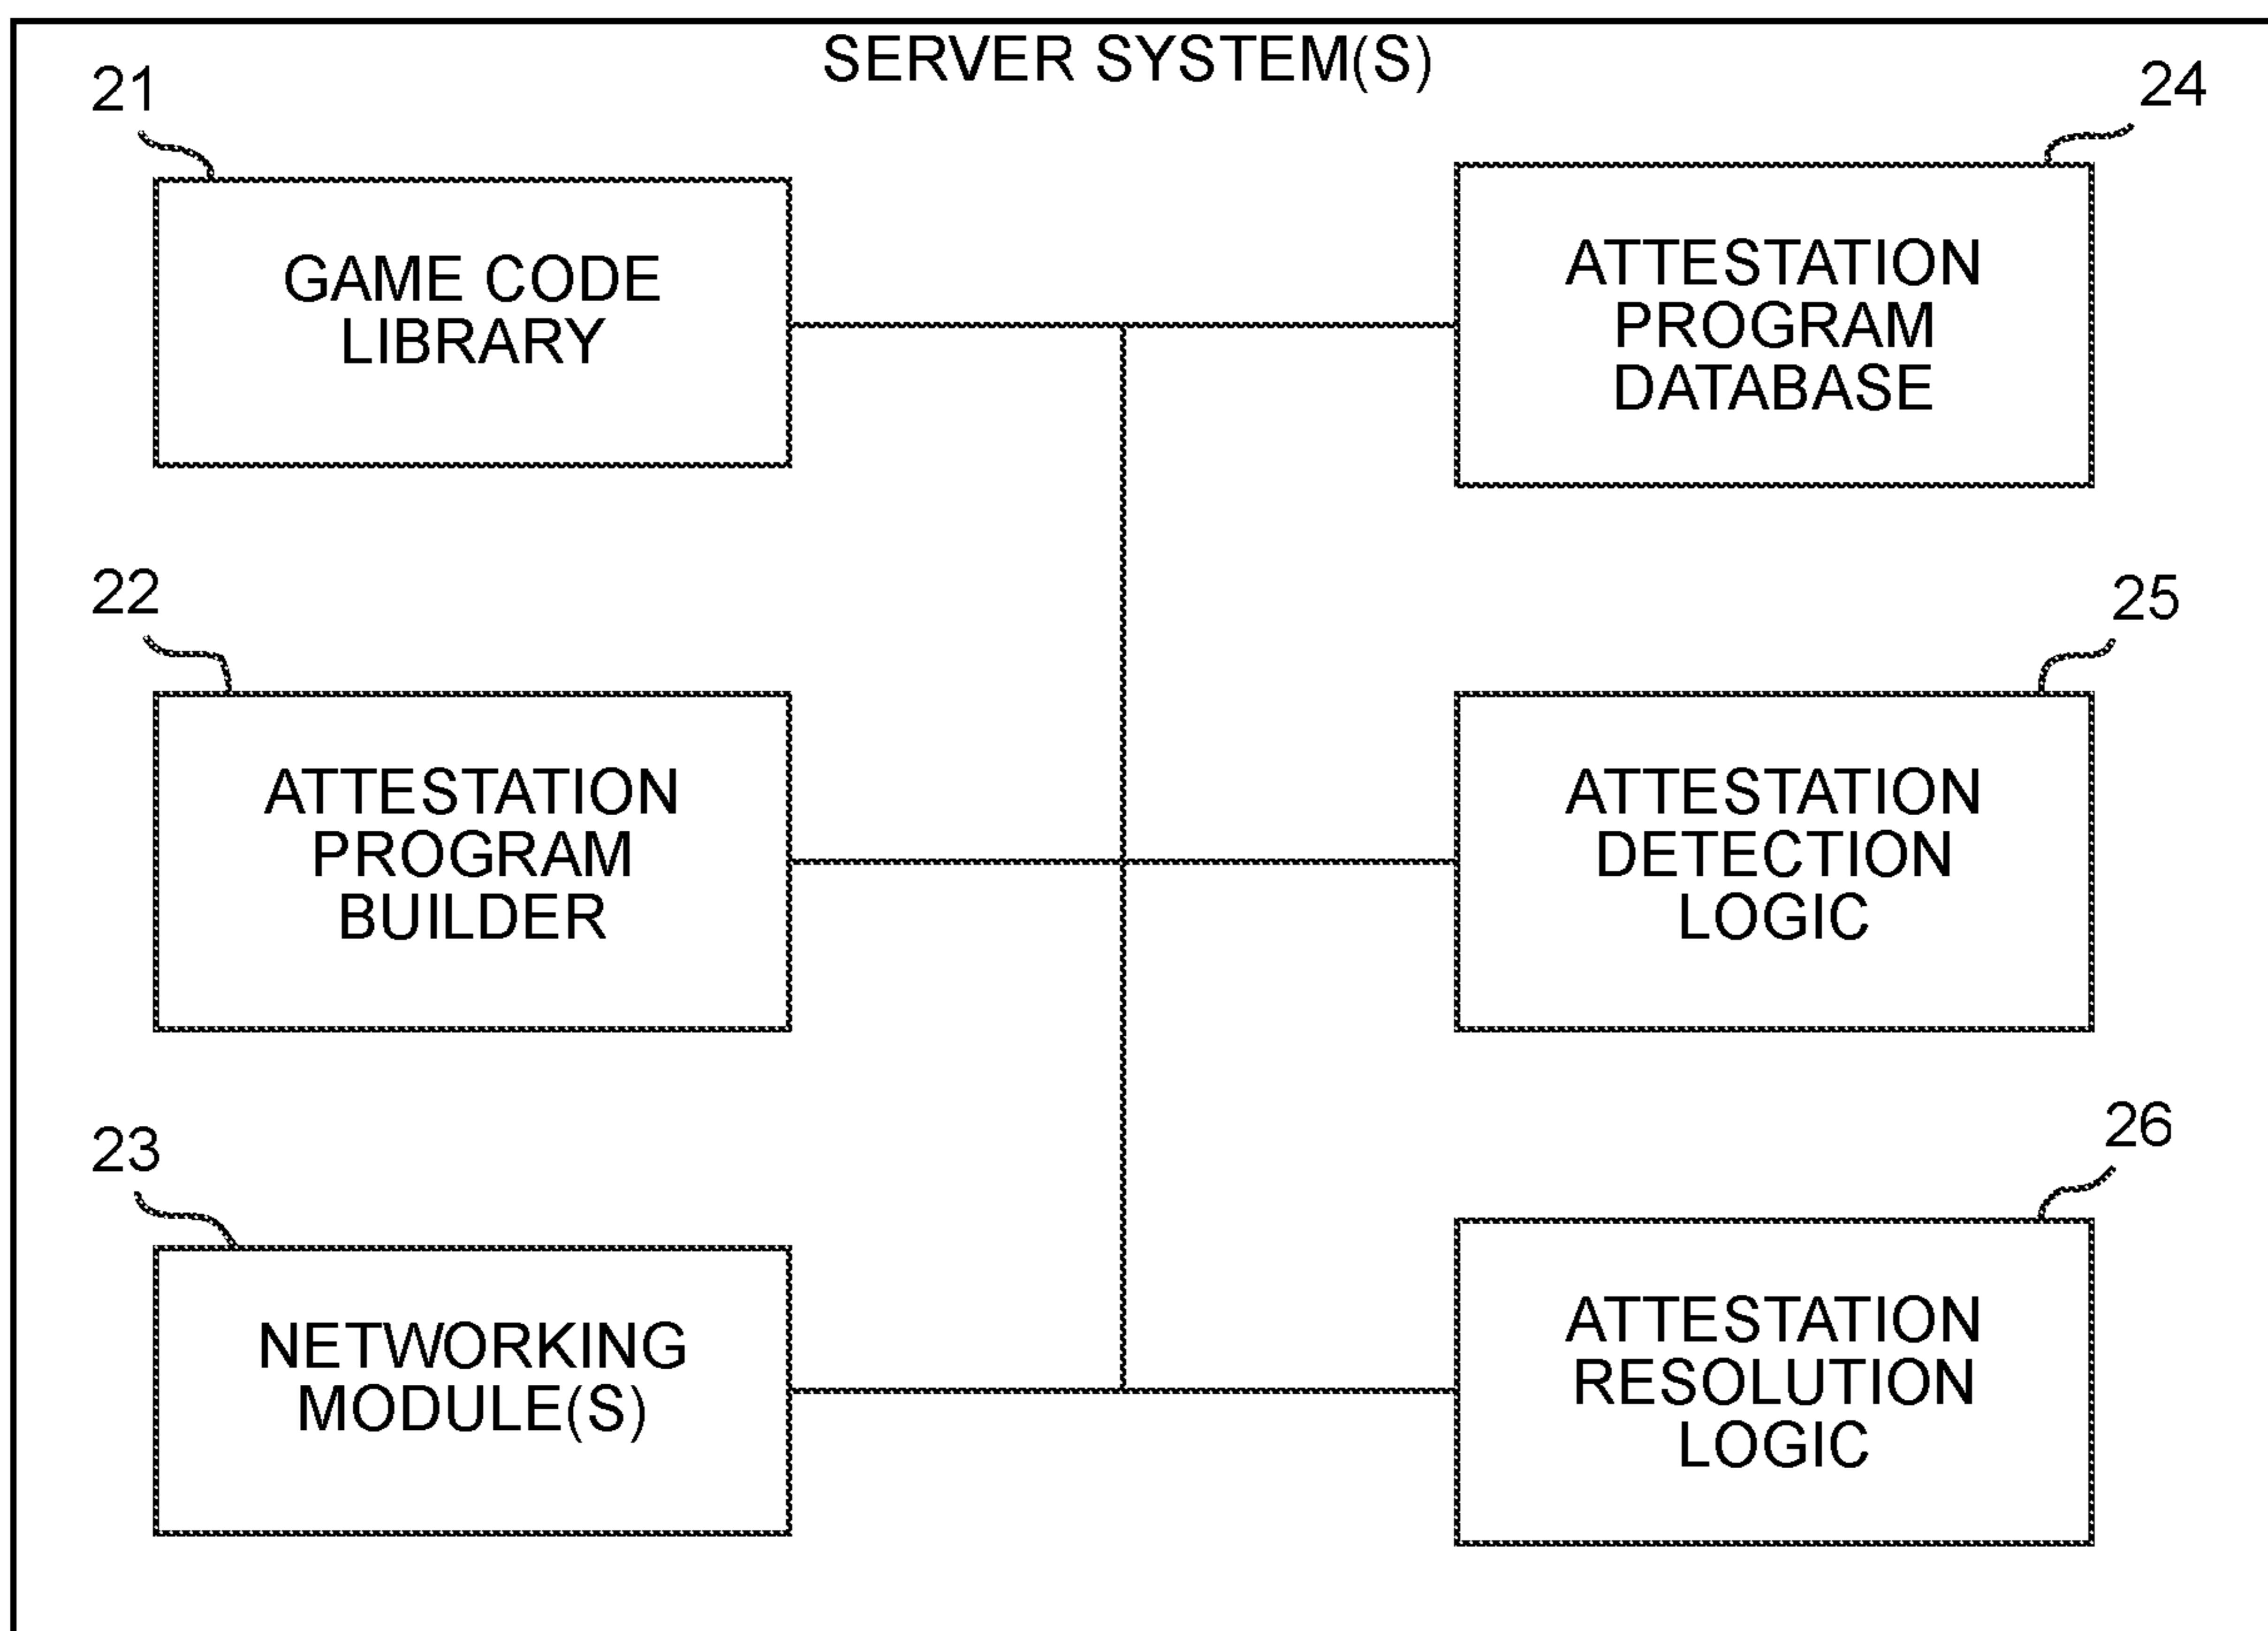 SERVER SYSTEM(S)
21
GAME CODE
LIBRARY
24
ATTESTATION
PROGRAM
DATABASE
22
ATTESTATION
PROGRAM
BUILDER
25
ATTESTATION
DETECTION
LOGIC
23
NETWORKING
MODULE(S)
26
ATTESTATION
RESOLUTION
LOGIC